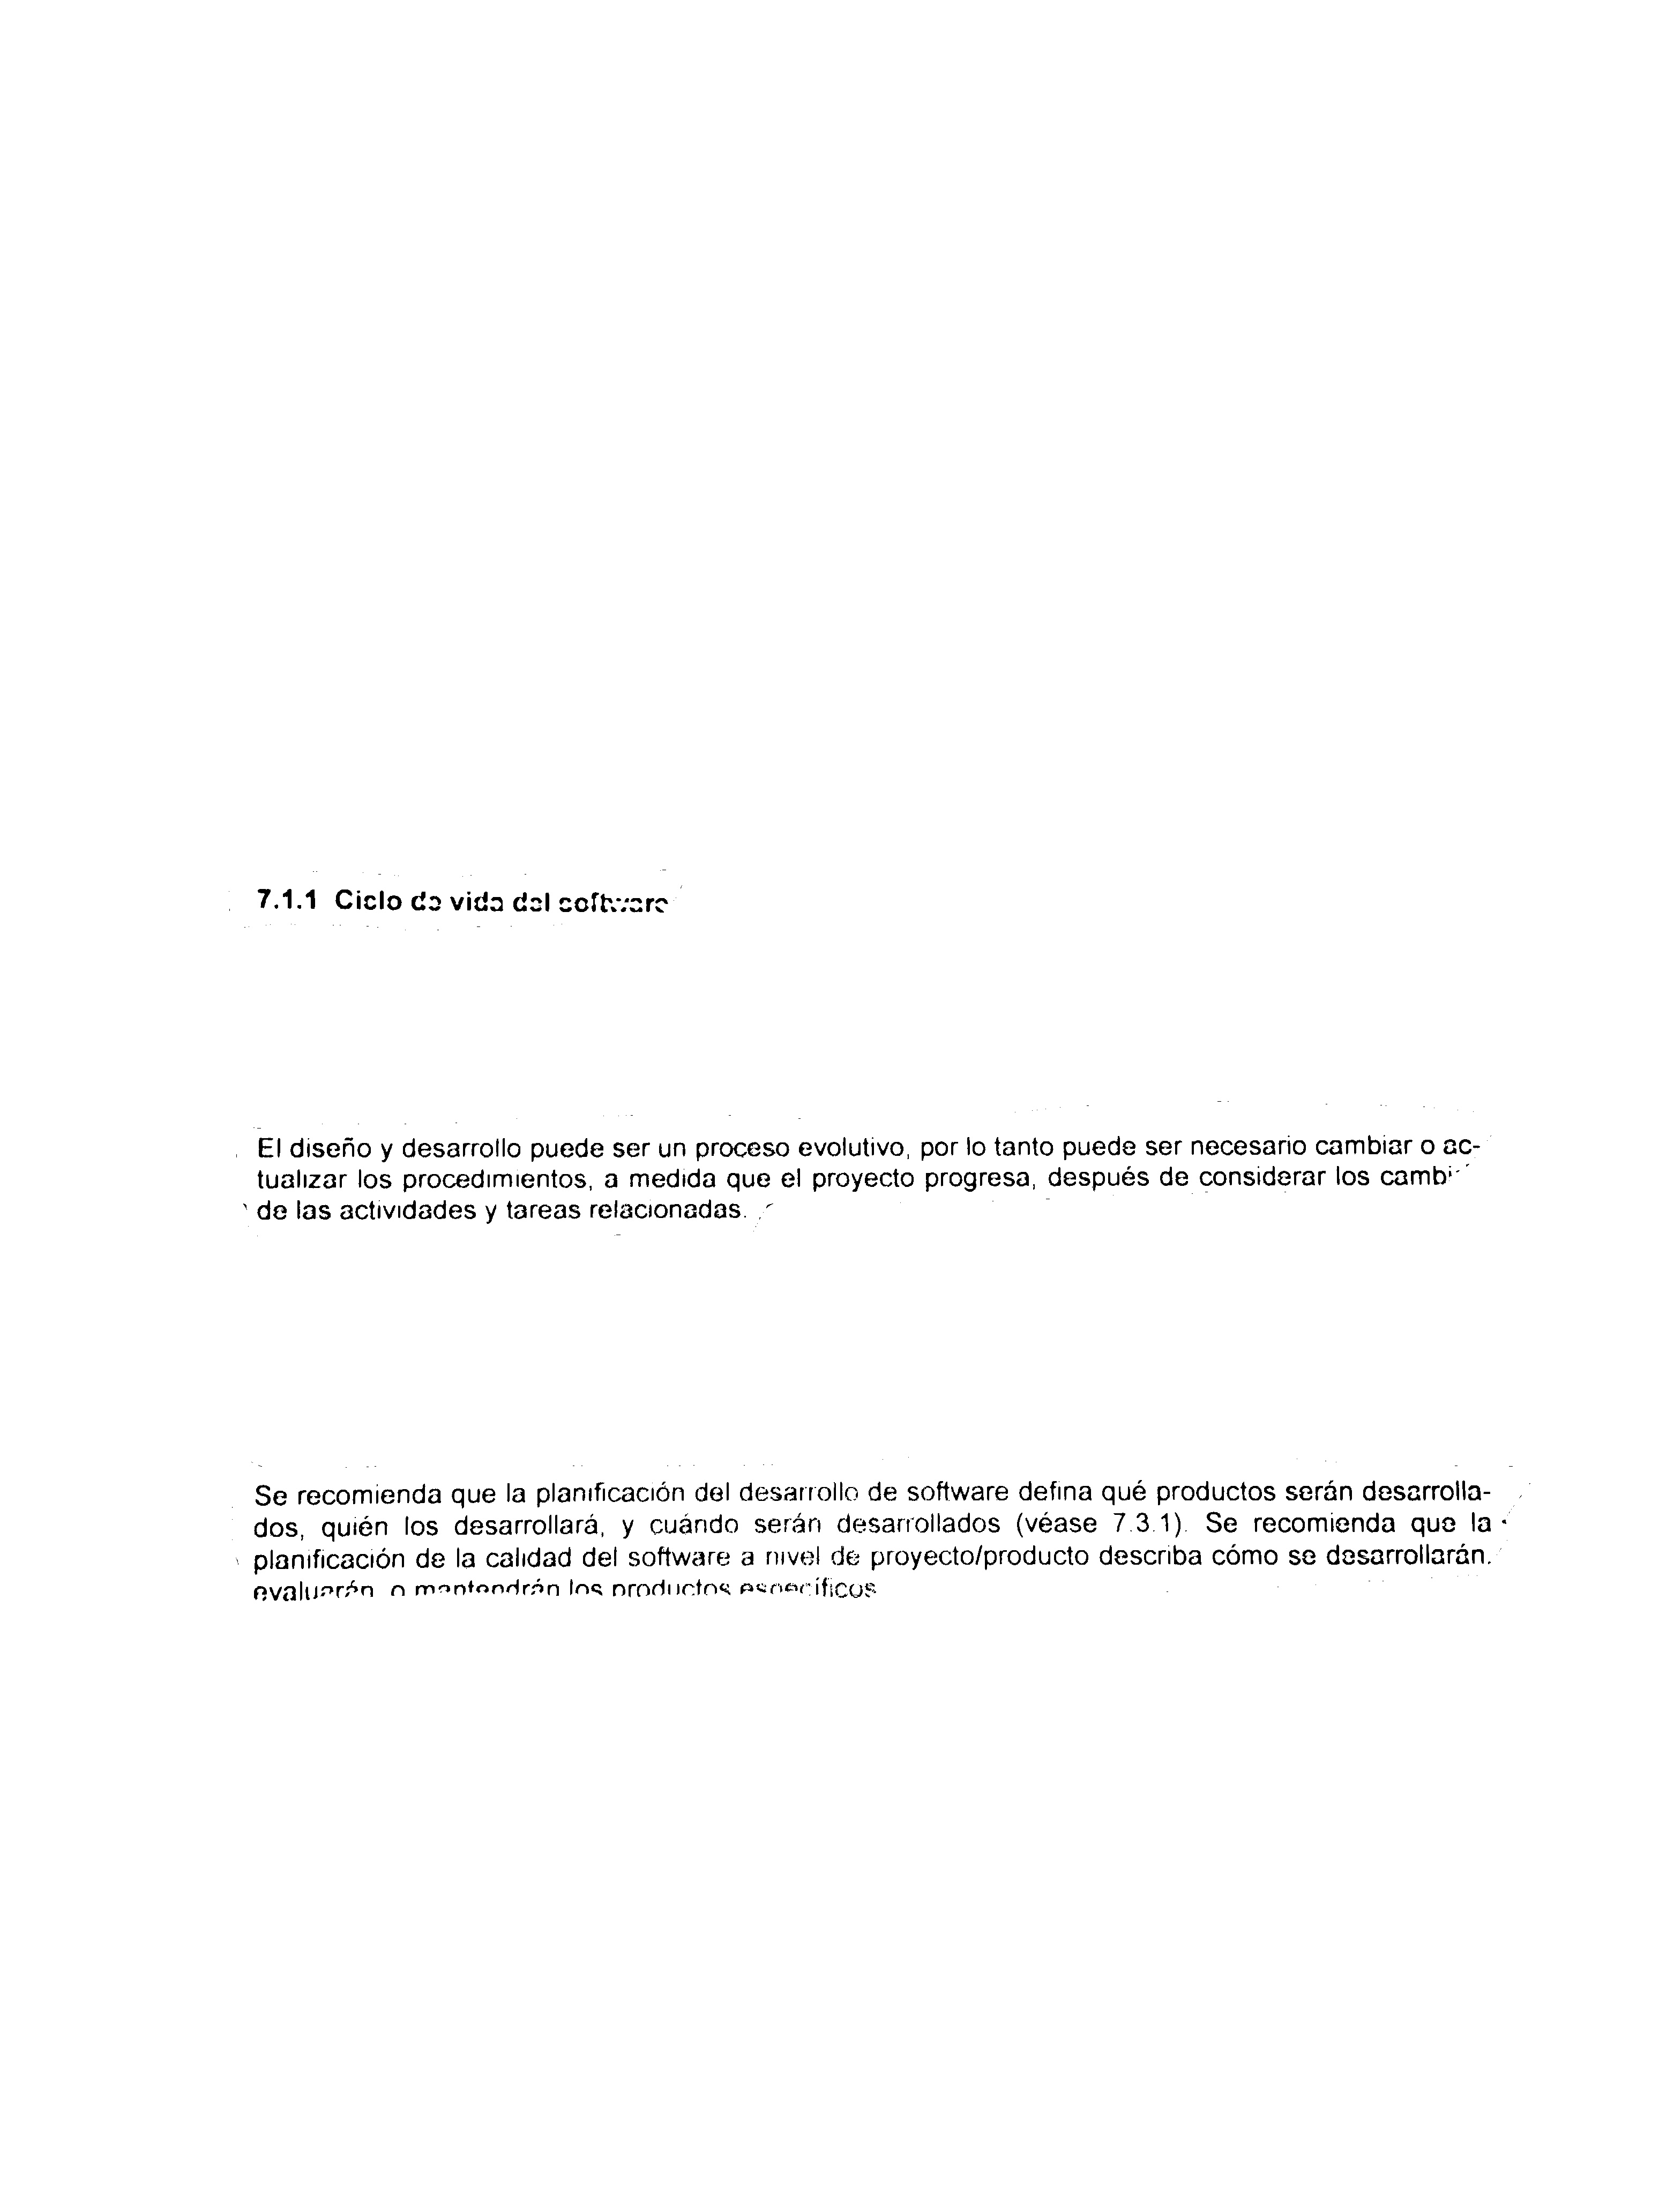 7.1.1 Ciclo de vida del software
El diseño y desarrollo puede ser un proceso evolutivo, por lo tanto puede ser necesario cambiar o ac-
tualizar los procedimientos, a medida que el proyecto progresa, después de considerar los
de las actividades y tareas relacionadas.
Se recomienda que la planificación del desarrollo de software defina qué productos serán desarrolla-
dos, quién los desarrollará, y cuándo serán desarrollados (véase 7.3.1). Se recomienda que la
planificación de la calidad del software a nivel de proyecto/producto describa cómo se desarrollarán,
evaluarán o mantendrán los productos específicos